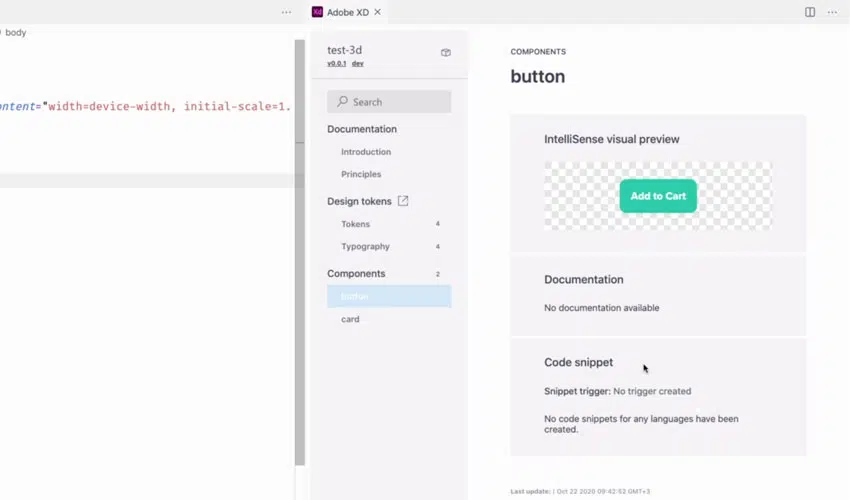 body
ntent="width=device-width, initial-scale=1.
Xd Adobe XD
test-3d
v0.0.1 dev
Search
Documentation
Introduction
Principles
Design tokens
Tokens 4
Typography 4
Components 2
button
card
COMPONENTS
button
IntelliSense visual preview
Add to Cart
Documentation
No documentation available
Code snippet
Snippet trigger: No trigger created
No code snippets for any languages have been
created.
Last update: | Oct 22 2020 09:42:52 GMT+3